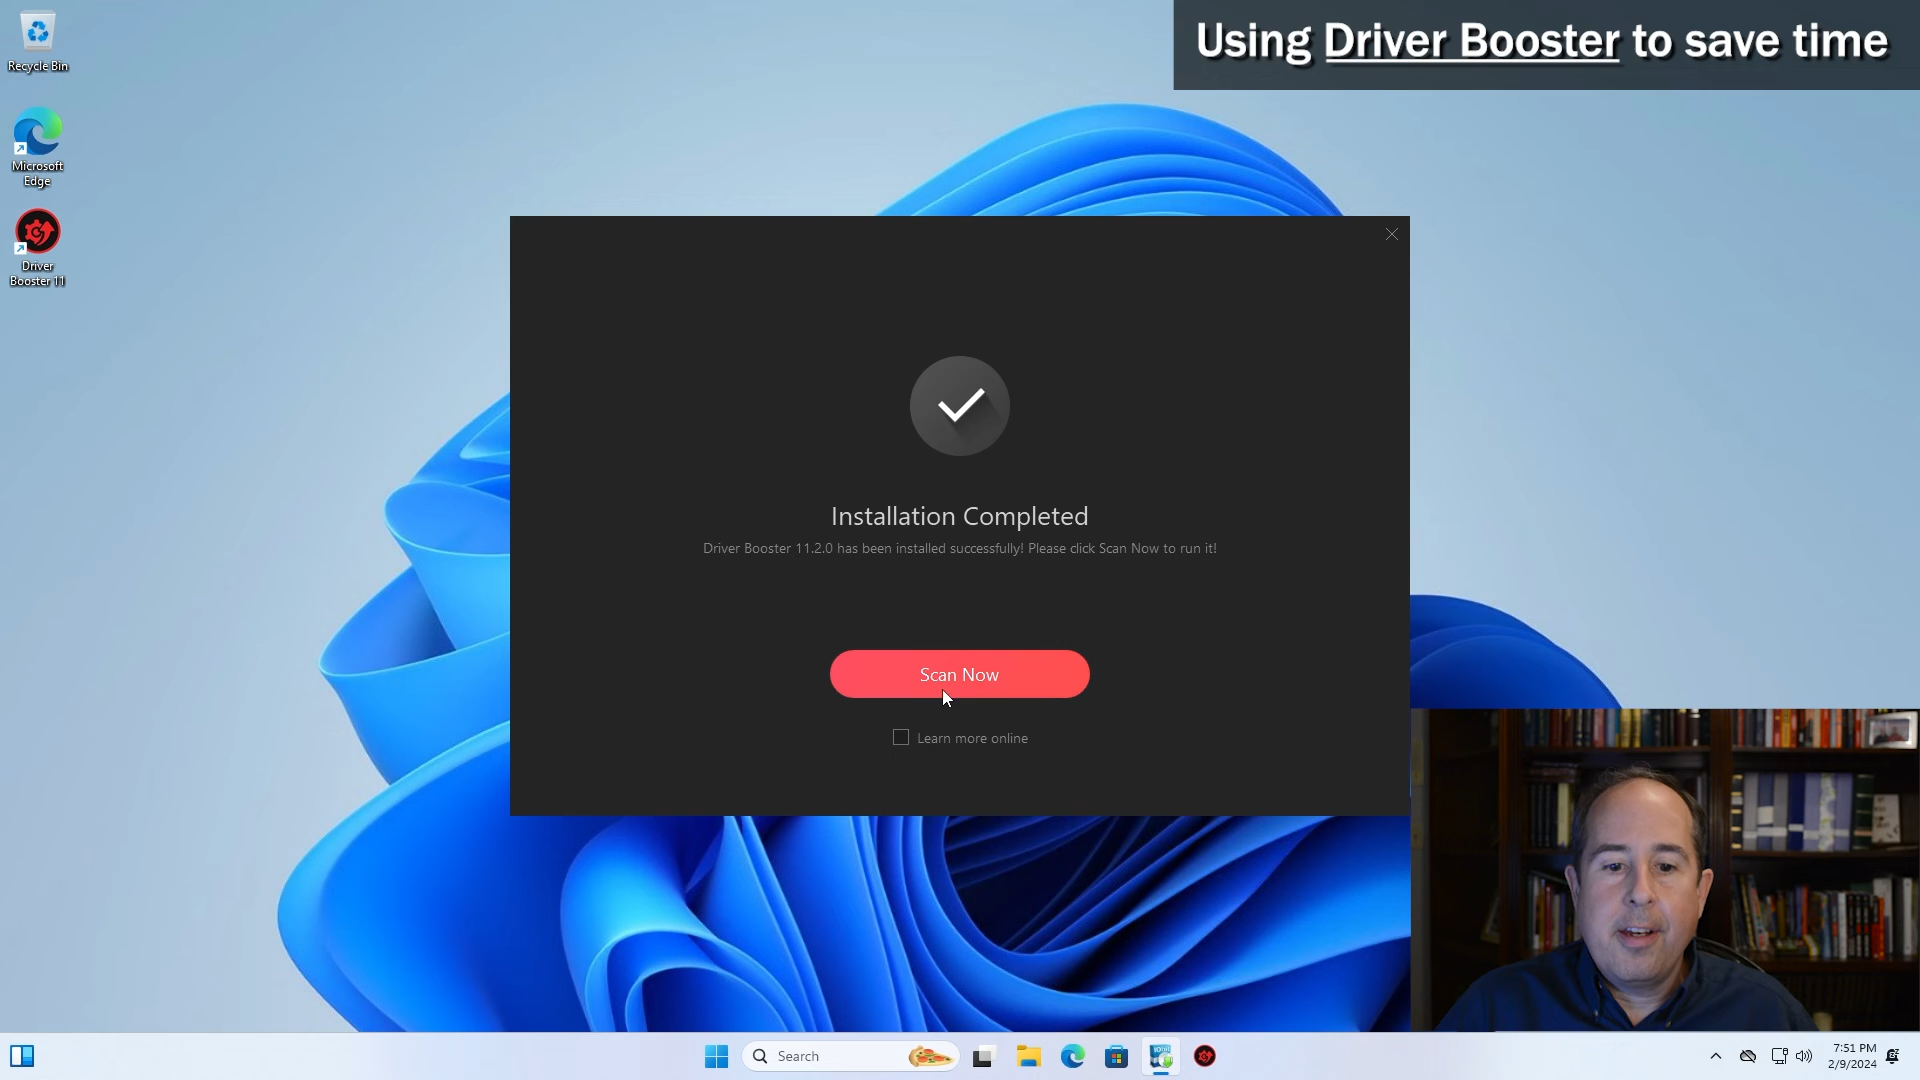 Using Driver Booster to save time
Recycle Bin
Microsoft
Edge
Driver
Booster 11
Installation Completed
Driver Booster 11.2.0 has been installed successfully! Please click Scan Now to run it!
Scan Now
Learn more online
Search
7:51 PM
2/9/2024